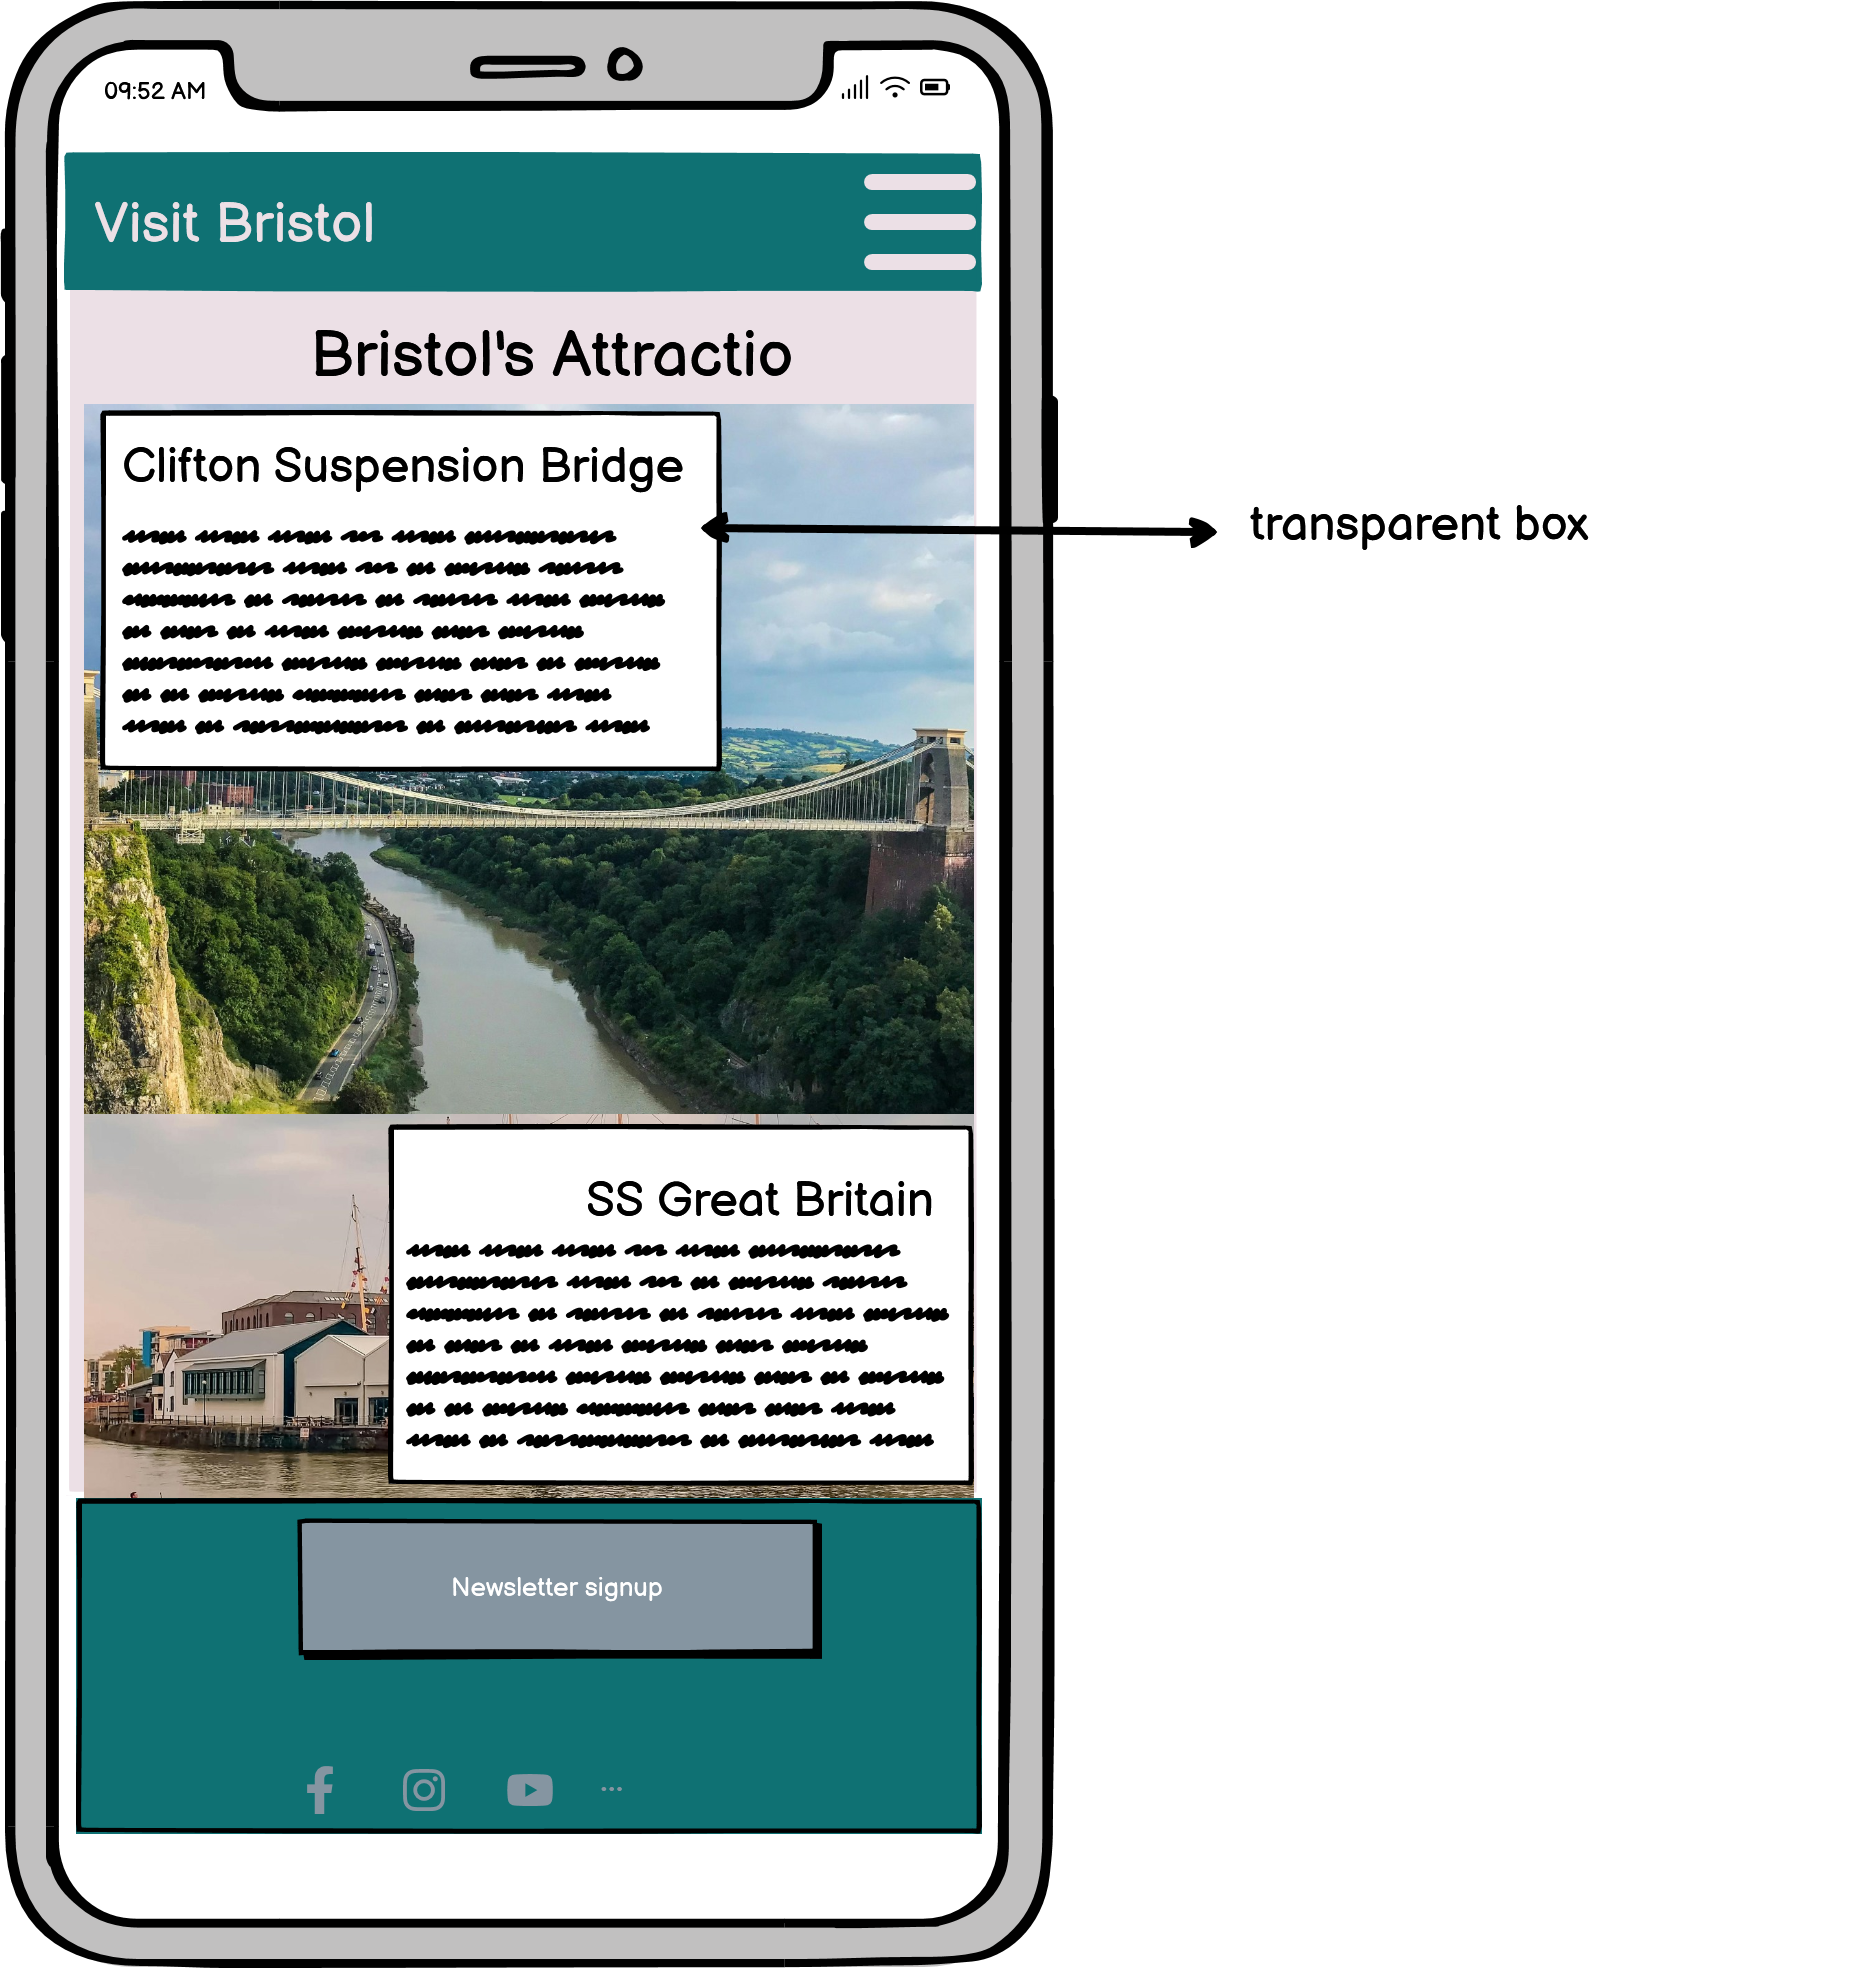 09:52 AM
Visit Bristol
Bristol's Attractio
Clifton Suspension Bridge
transparent box
SS Great Britain
Newsletter signup
...